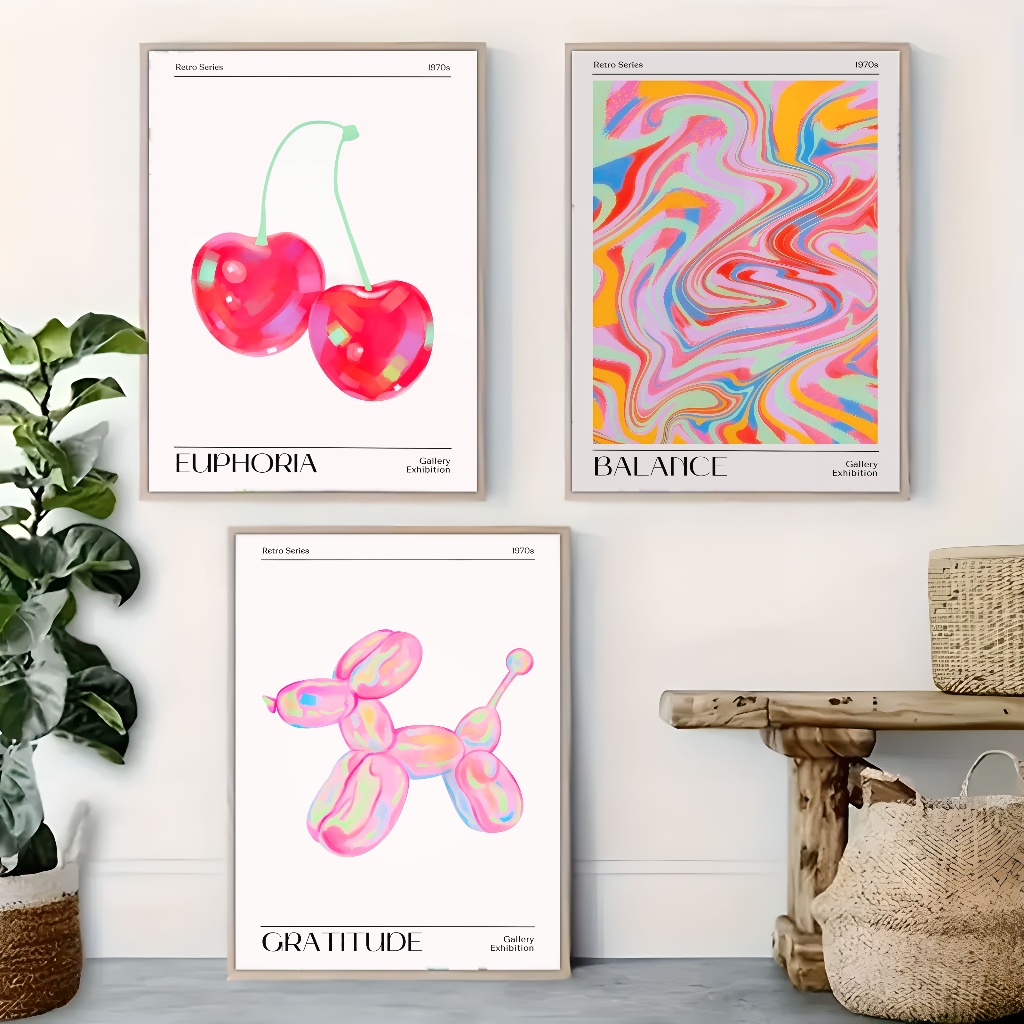 Retro Series 1970s
EUPHORIA
Gallery
Exhibition
Retro Series 1970s
BALANCE
Gallery
Exhibition
Retro Series 1970s
GRATITUDE
Gallery
Exhibition